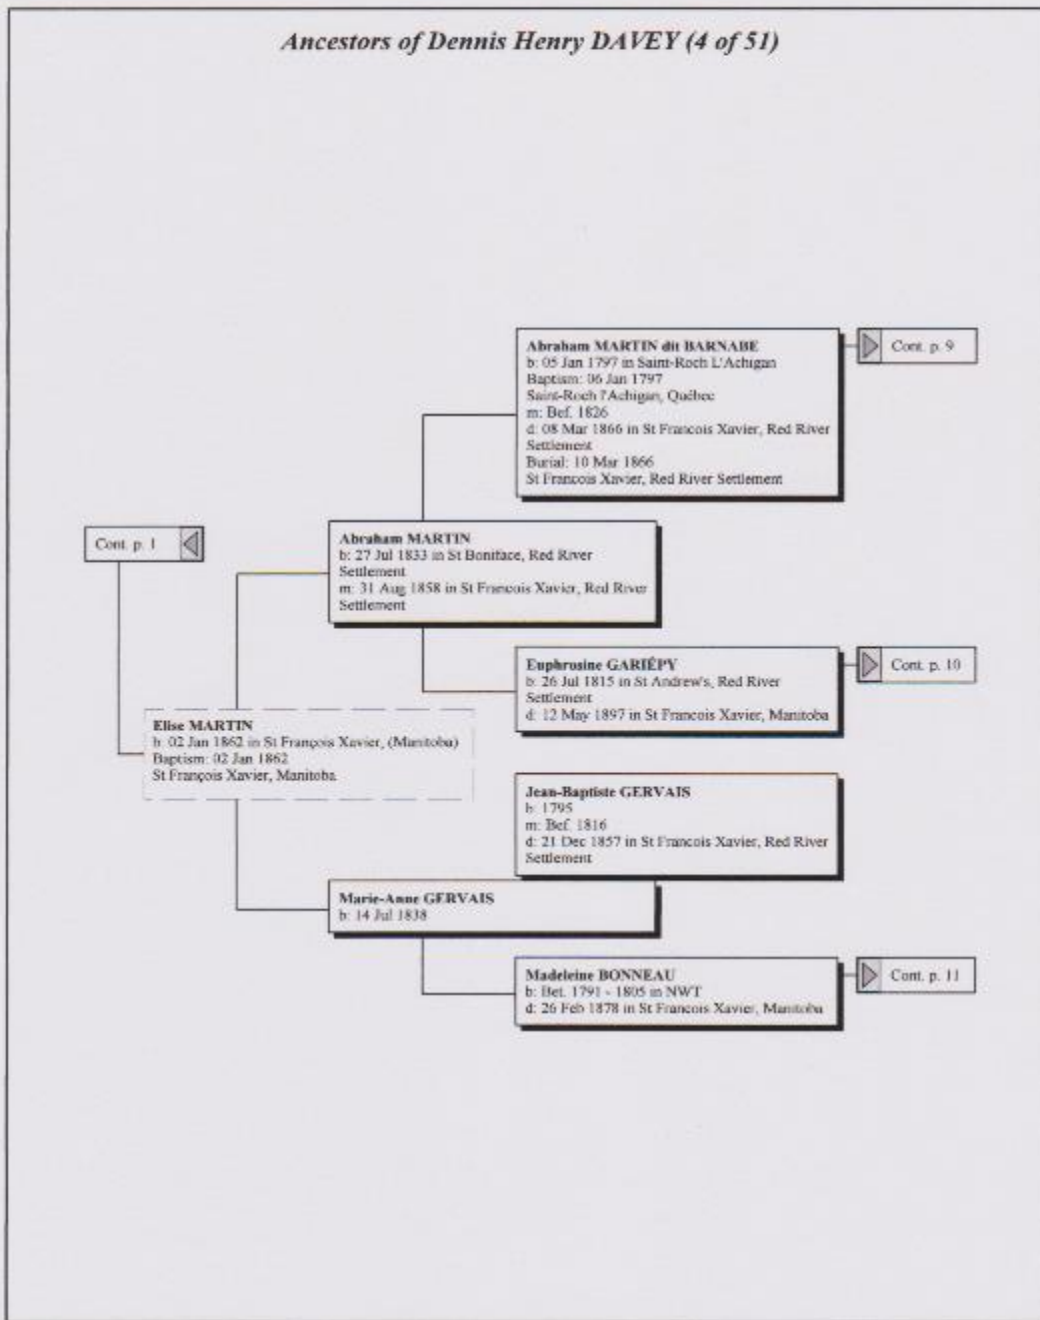 Ancestors of Dennis Henry DAVEY (4 of 51)
Abraham MARTIN dit BARNABE
b: 05 Jan 1797 in Saint-Roch L'Achigan
Baptism: 06 Jan 1797
Saint-Roch l'Achigan, Québec
m: Bef. 1826
d: 08 Mar 1866 in St Francois Xavier, Red River
Settlement
Burial: 10 Mar 1866
St Francois Xavier, Red River Settlement
Cont. p. 9
Cont. p. 1
Abraham MARTIN
b: 27 Jul 1833 in St Boniface, Red River
Settlement
m: 31 Aug 1858 in St Francois Xavier, Red River
Settlement
Euphrosine GARIÉPY
b: 26 Jul 1815 in St Andrew's, Red River
Settlement
d: 12 May 1897 in St Francois Xavier, Manitoba
Cont. p. 10
Elise MARTIN
b: 02 Jan 1862 in St François Xavier, (Manitoba)
Baptism: 02 Jan 1862
St François Xavier, Manitoba
Jean-Baptiste GERVAIS
b: 1795
m: Bef. 1816
d: 21 Dec 1857 in St Francois Xavier, Red River
Settlement
Marie-Anne GERVAIS
b: 14 Jul 1838
Madeleine BONNEAU
b: Bet. 1791 - 1805 in NWT
d: 26 Feb 1878 in St Francois Xavier, Manitoba
Cont. p. 11